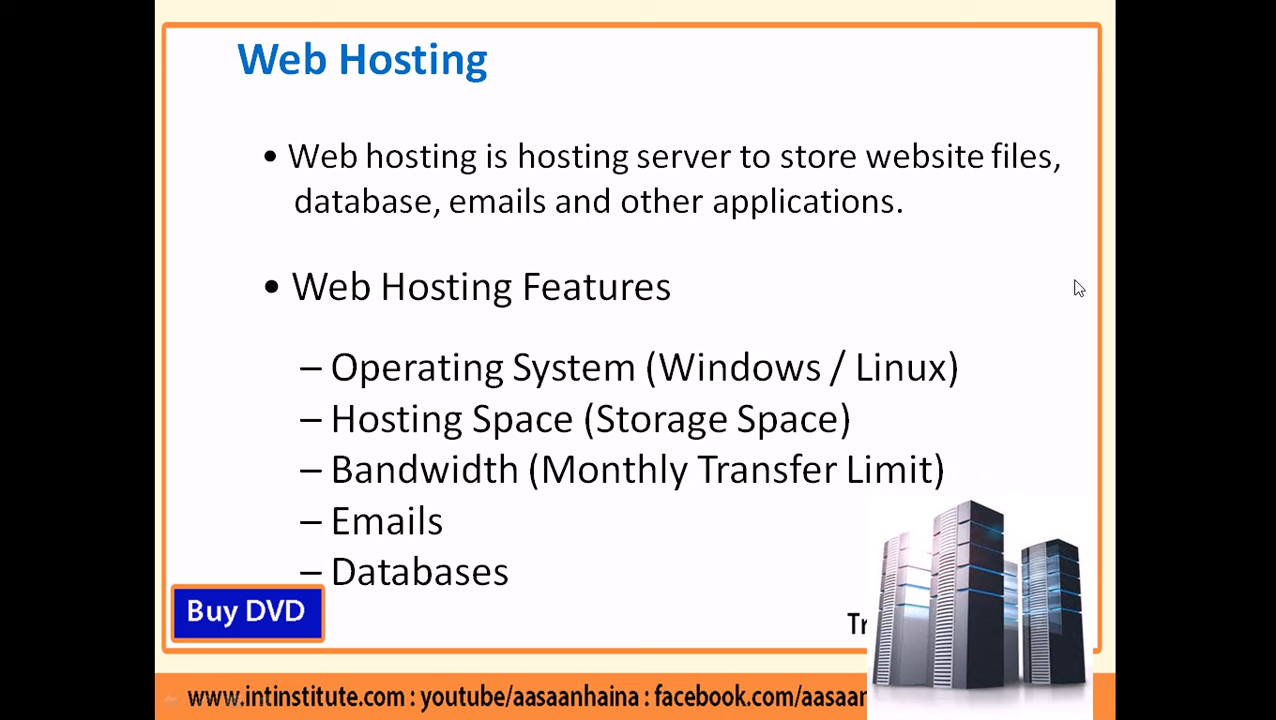 Web Hosting
• Web hosting is hosting server to store website files,
database, emails and other applications.
• Web Hosting Features
– Operating System (Windows / Linux)
– Hosting Space (Storage Space)
– Bandwidth (Monthly Transfer Limit)
– Emails
– Databases
Buy DVD
www.intinstitute.com : youtube/aasaanhaina : facebook.com/aasaan